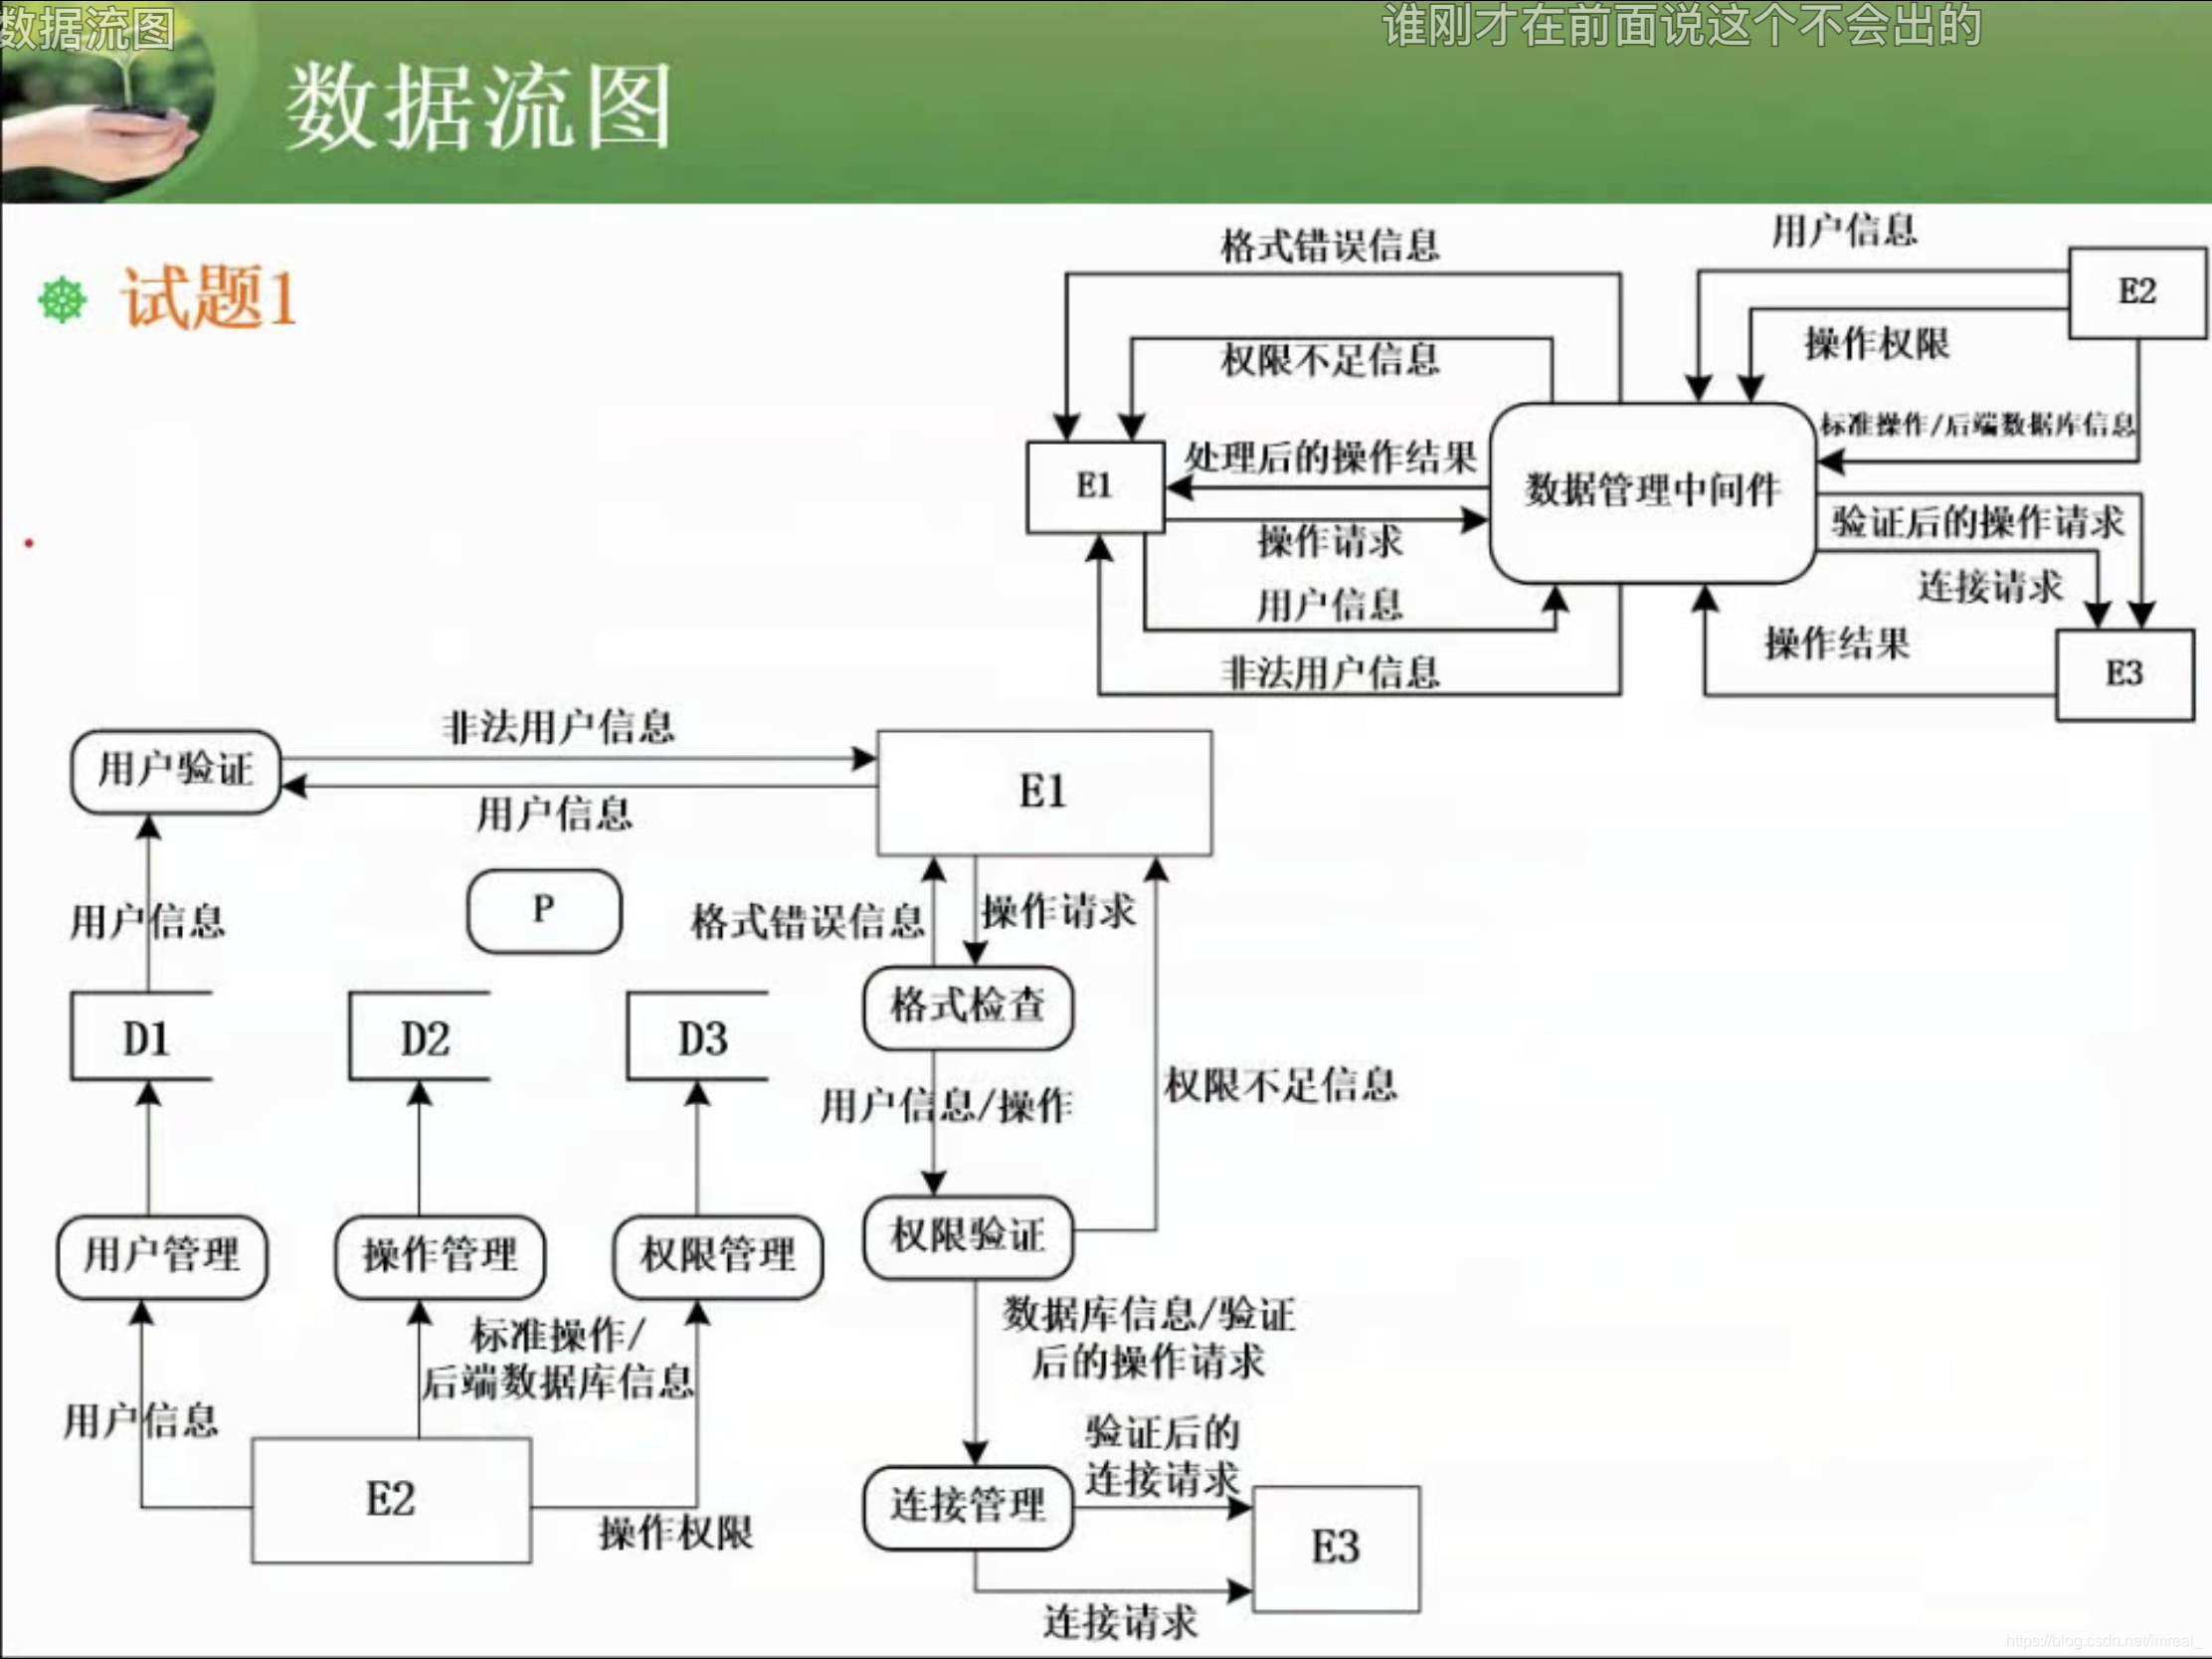 数据流图
谁刚才在前面说这个不会出的
数据流图
试题1
格式错误信息
用户信息
E2
权限不足信息
操作权限
标准操作/后端数据库信息
处理后的操作结果
E1
数据管理中间件
验证后的操作请求
操作请求
连接请求
用户信息
操作结果
非法用户信息
E3
非法用户信息
用户验证
E1
用户信息
P
用户信息
格式错误信息
操作请求
格式检查
D1
D2
D3
用户信息/操作
权限不足信息
用户管理
操作管理
权限管理
权限验证
标准操作/
后端数据库信息
数据库信息/验证
后的操作请求
用户信息
验证后的
连接请求
E2
连接管理
操作权限
E3
连接请求
https://blog.csdn.net/imreal_